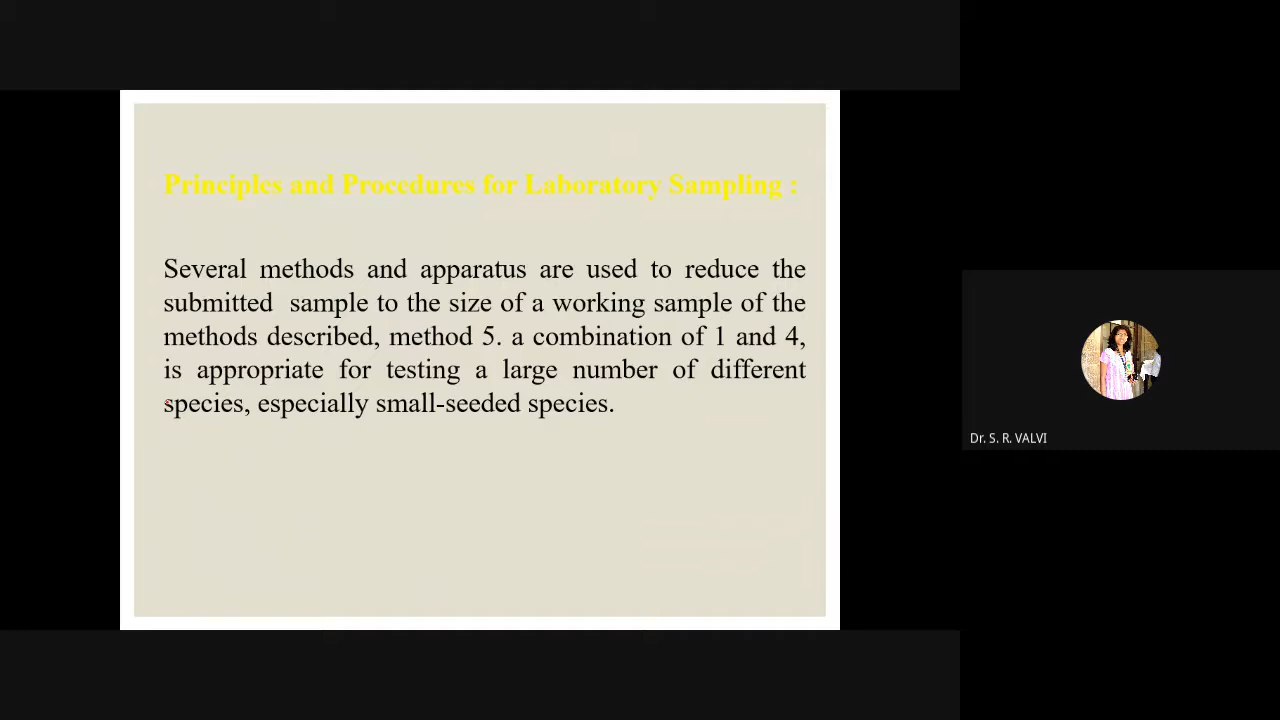 Principles and Procedures for Laboratory Sampling :
Several methods and apparatus are used to reduce the
submitted sample to the size of a working sample of the
methods described, method 5. a combination of 1 and 4,
is appropriate for testing a large number of different
species, especially small-seeded species.
Dr. S. R. VALVI